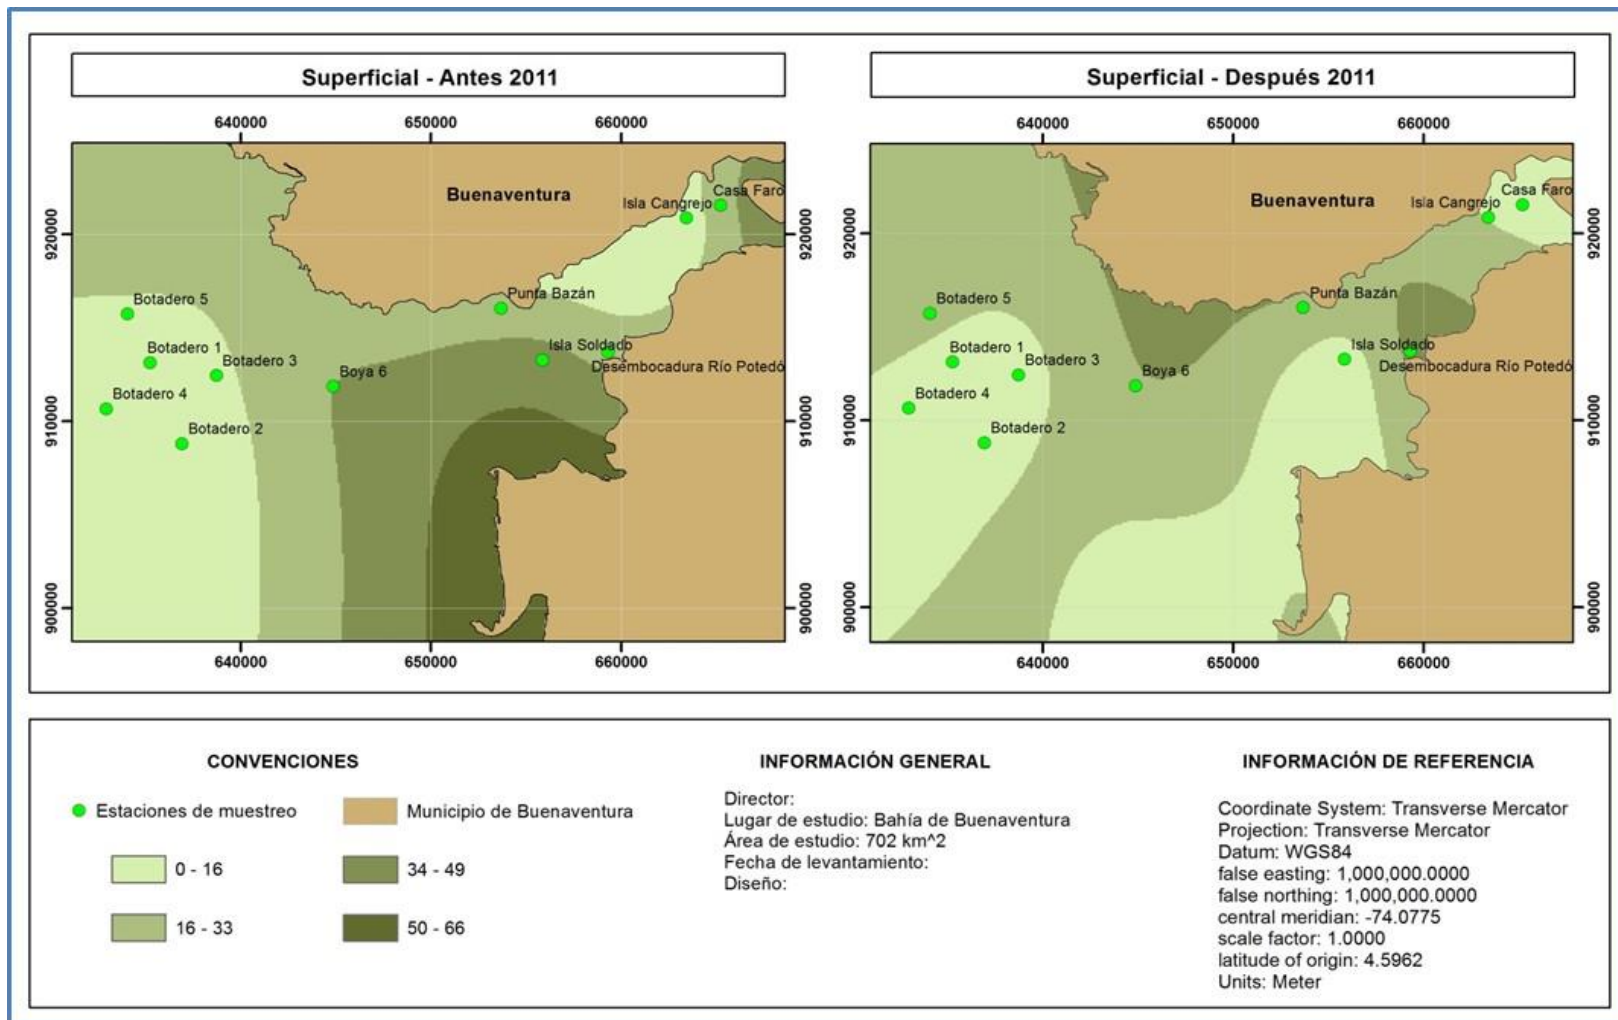 Superficial - Antes 2011
640000
650000
660000
920000
910000
900000
Buenaventura
Casa Faro
Isla Cangrejo
Punta Bazán
Botadero 5
Botadero 1
Botadero 3
Botadero 4
Botadero 2
Boya 6
Isla Soldado
Desembocadura Río Potedó
920000
910000
900000
640000
650000
660000
Superficial - Después 2011
640000
650000
660000
920000
910000
900000
Buenaventura
Casa Faro
Isla Cangrejo
Punta Bazán
Botadero 5
Botadero 1
Botadero 3
Botadero 4
Botadero 2
Boya 6
Isla Soldado
Desembocadura Río Potedó
920000
910000
900000
640000
650000
660000
CONVENCIONES
Estaciones de muestreo
Municipio de Buenaventura
0 - 16
34 - 49
16 - 33
50 - 66
INFORMACIÓN GENERAL
Director:
Lugar de estudio: Bahía de Buenaventura
Área de estudio: 702 km^2
Fecha de levantamiento:
Diseño:
INFORMACIÓN DE REFERENCIA
Coordinate System: Transverse Mercator
Projection: Transverse Mercator
Datum: WGS84
false easting: 1,000,000.0000
false northing: 1,000,000.0000
central meridian: -74.0775
scale factor: 1.0000
latitude of origin: 4.5962
Units: Meter